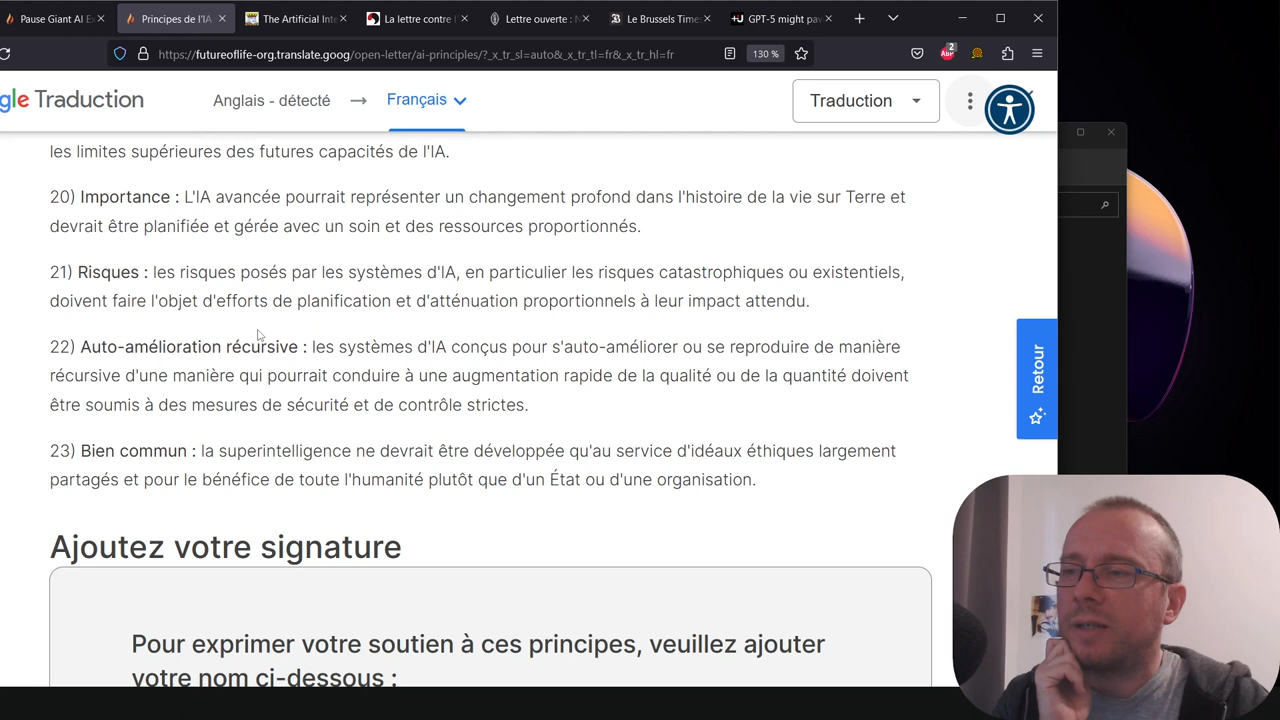 Pause Giant AI Ex
Principes de l'IA
The Artificial Inte
La lettre contre l'
Lettre ouverte : N
Le Brussels Times
GPT-5 might pav
https://futureoflife-org.translate.goog/open-letter/ai-principles/?_x_tr_sl=auto&_x_tr_tl=fr&_x_tr_hl=fr
130 %
ABP
2
gle Traduction
Anglais - détecté
Français
Traduction
les limites supérieures des futures capacités de l'IA.
20) Importance : L'IA avancée pourrait représenter un changement profond dans l'histoire de la vie sur Terre et
devrait être planifiée et gérée avec un soin et des ressources proportionnés.
21) Risques : les risques posés par les systèmes d'IA, en particulier les risques catastrophiques ou existentiels,
doivent faire l'objet d'efforts de planification et d'atténuation proportionnels à leur impact attendu.
22) Auto-amélioration récursive : les systèmes d'IA conçus pour s'auto-améliorer ou se reproduire de manière
récursive d'une manière qui pourrait conduire à une augmentation rapide de la qualité ou de la quantité doivent
être soumis à des mesures de sécurité et de contrôle strictes.
23) Bien commun : la superintelligence ne devrait être développée qu'au service d'idéaux éthiques largement
partagés et pour le bénéfice de toute l'humanité plutôt que d'un État ou d'une organisation.
Retour
Ajoutez votre signature
Pour exprimer votre soutien à ces principes, veuillez ajouter
votre nom ci-dessous :